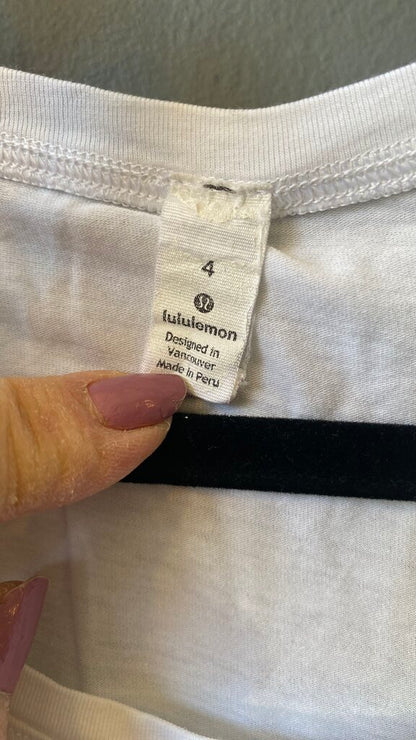 4
lululemon
Designed in
Vancouver
Made in Peru